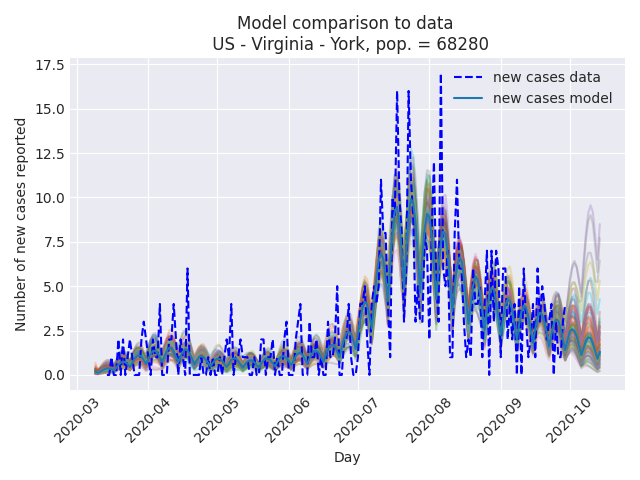 Model comparison to data
US - Virginia - York, pop. = 68280
17.5
15.0
12.5
10.0
7.5
5.0
2.5
0.0
Number of new cases reported
new cases data
new cases model
2020-03
2020-04
2020-05
2020-06
2020-07
2020-08
2020-09
2020-10
Day